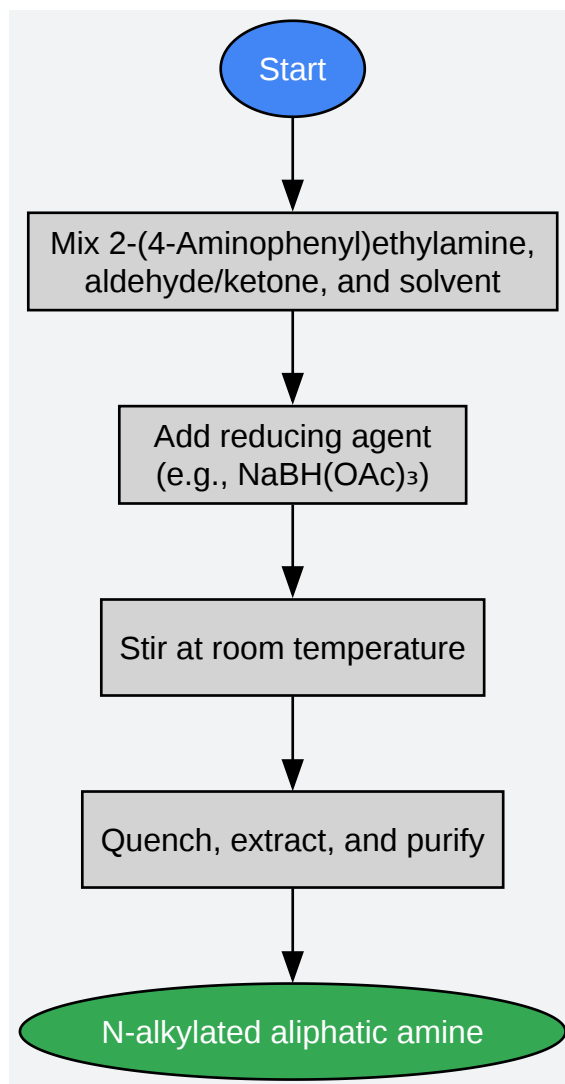 Start
Mix 2-(4-Aminophenyl)ethylamine,
aldehyde/ketone, and solvent
Add reducing agent
(e.g., NaBH(OAc)₃)
Stir at room temperature
Quench, extract, and purify
N-alkylated aliphatic amine